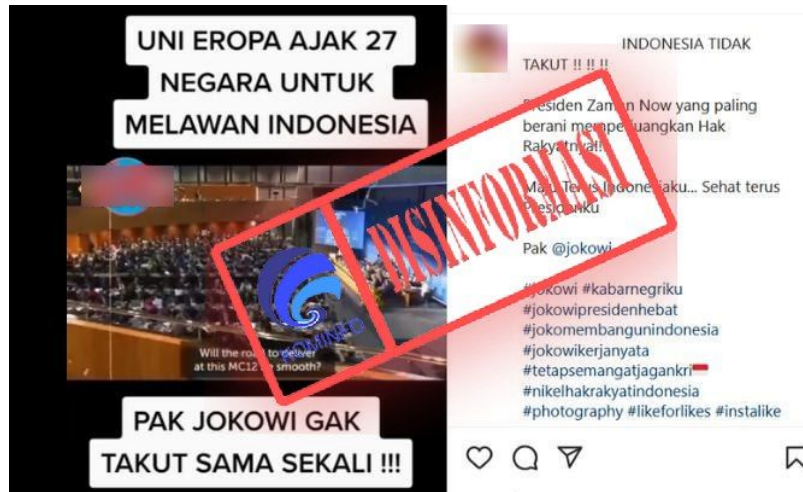 UNI EROPA AJAK 27
NEGARA UNTUK
MELAWAN INDONESIA
Will the road to deliver
at this MC12 be smooth?
PAK JOKOWI GAK
TAKUT SAMA SEKALI !!!
INDONESIA TIDAK
TAKUT !! !! !!
Presiden Zaman Now yang paling
berani memperjuangkan Hak
Rakyatnya!!
Maju Terus Indonesiaku... Sehat terus
Presidenku
Pak @jokowi
#jokowi #kabarnegriku
#jokowipresidenhebat
#jokomembangunindonesia
#jokowikerjanyata
#tetapsemangatjagankri
#nikelhakrakyatindonesia
#photography #likeforlikes #instalike
KOMINFO
DISINFORMASI